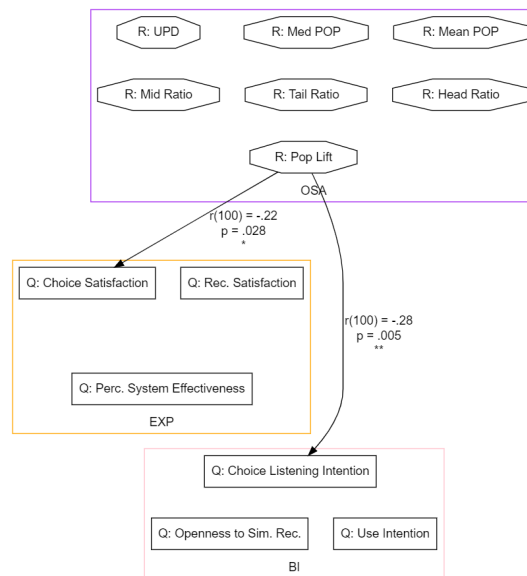 R: UPD
R: Med POP
R: Mean POP
R: Mid Ratio
R: Tail Ratio
R: Head Ratio
R: Pop Lift
OSA
r(100) = -.22
p = .028
*
Q: Choice Satisfaction
Q: Rec. Satisfaction
r(100) = -.28
p = .005
**
Q: Perc. System Effectiveness
EXP
Q: Choice Listening Intention
Q: Openness to Sim. Rec.
Q: Use Intention
BI